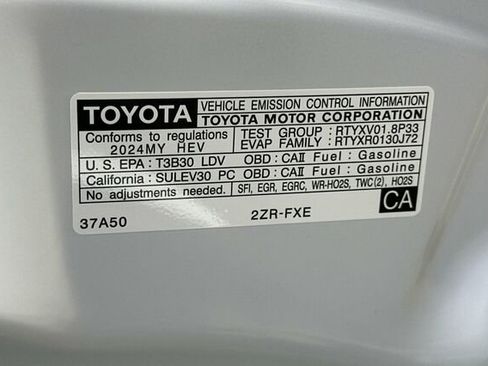 TOYOTA VEHICLE EMISSION CONTROL INFORMATION
TOYOTA MOTOR CORPORATION
Conforms to regulations TEST GROUP : RTYXV01.8P33
2024MY HEV EVAP FAMILY : RTYXR0130J72
U.S. EPA : T3B30 LDV OBD : CAII Fuel : Gasoline
California : SULEV30 PC OBD : CAII Fuel : Gasoline
No adjustments needed. SFI, EGR, EGRC, WR-HO2S, TWC(2), HO2S
37A50 2ZR-FXE CA